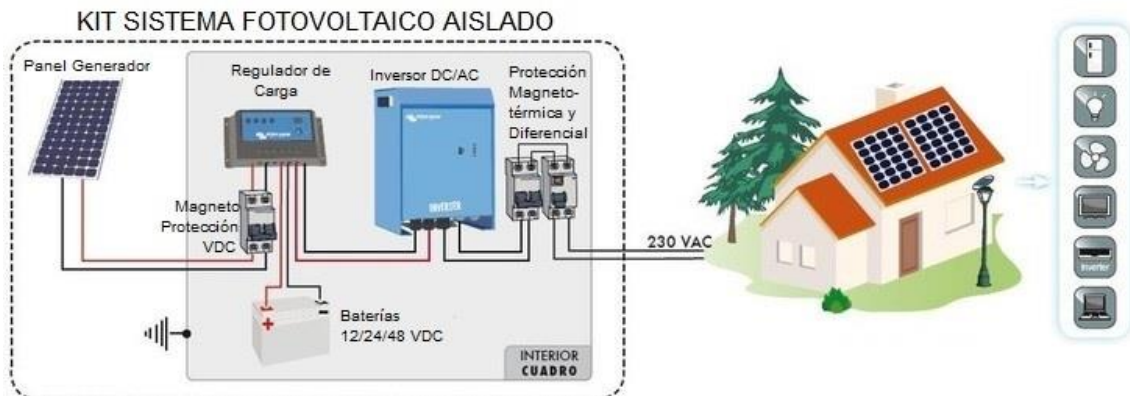 KIT SISTEMA FOTOVOLTAICO AISLADO
Panel Generador
Regulador de
Carga
Inversor DC/AC
Protección
Magneto-
térmica y
Diferencial
Magneto
Protección
VDC
INVERTER
230 VAC
Inverter
Baterías
12/24/48 VDC
INTERIOR
CUADRO